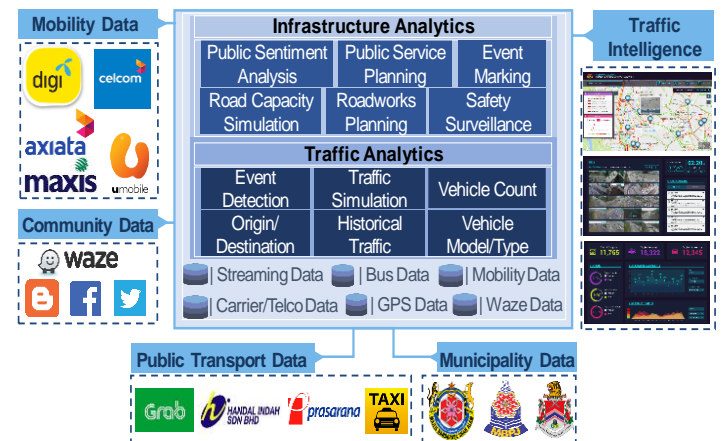 Mobility Data
digi
celcom
axiata
maxis
umobile
Community Data
waze
Infrastructure Analytics
Public Sentiment
Analysis
Public Service
Planning
Event
Marking
Road Capacity
Simulation
Roadworks
Planning
Safety
Surveillance
Traffic Analytics
Event
Detection
Traffic
Simulation
Vehicle Count
Origin/
Destination
Historical
Traffic
Vehicle
Model/Type
| Streaming Data
| Bus Data
| Mobility Data
| Carrier/Telco Data
| GPS Data
| Waze Data
Traffic
Intelligence
11,765
Public Transport Data
Grab
HANDAL INDAH
SDN BHD
prasarana
TAXI
Municipality Data
MBPJ